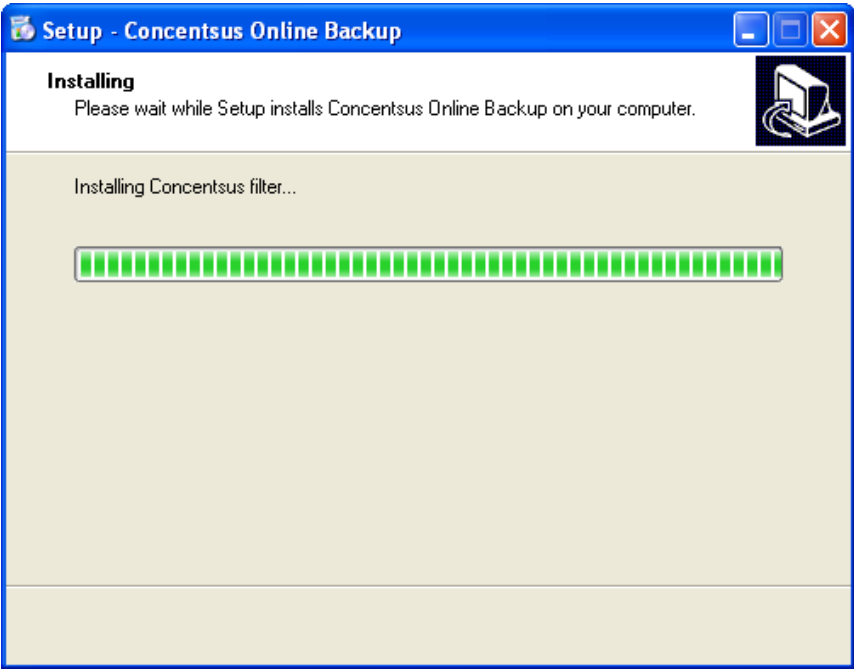 Setup - Concentsus Online Backup
Installing
Please wait while Setup installs Concentsus Online Backup on your computer.
Installing Concentsus filter...